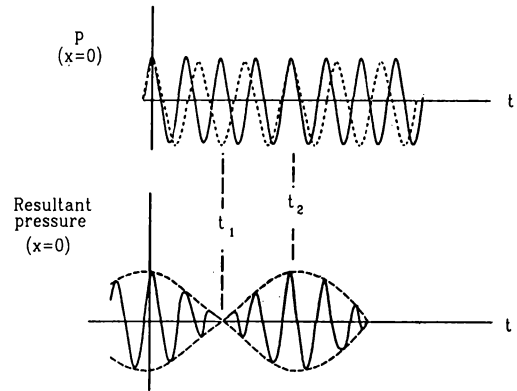 p
(x=0)
t
t1
t2
Resultant
pressure
(x=0)
t